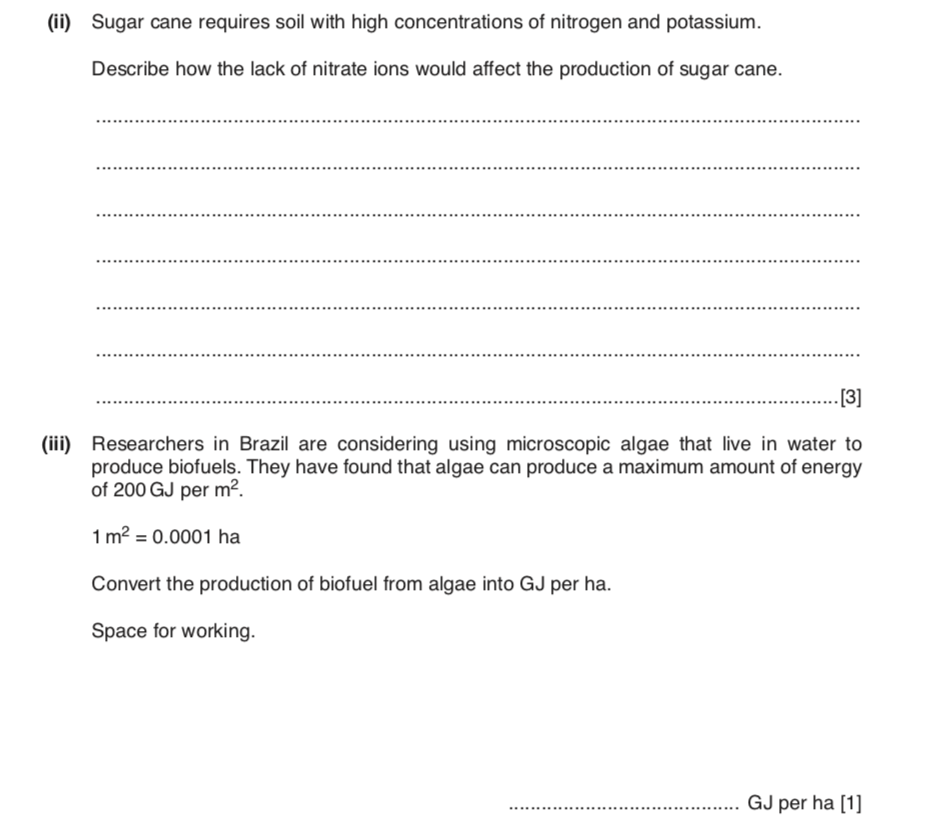 (ii) Sugar cane requires soil with high concentrations of nitrogen and potassium.
Describe how the lack of nitrate ions would affect the production of sugar cane.
[3]
(iii) Researchers in Brazil are considering using microscopic algae that live in water to
produce biofuels. They have found that algae can produce a maximum amount of energy
of 200 GJ per m².
1 m² = 0.0001 ha
Convert the production of biofuel from algae into GJ per ha.
Space for working.
GJ per ha [1]